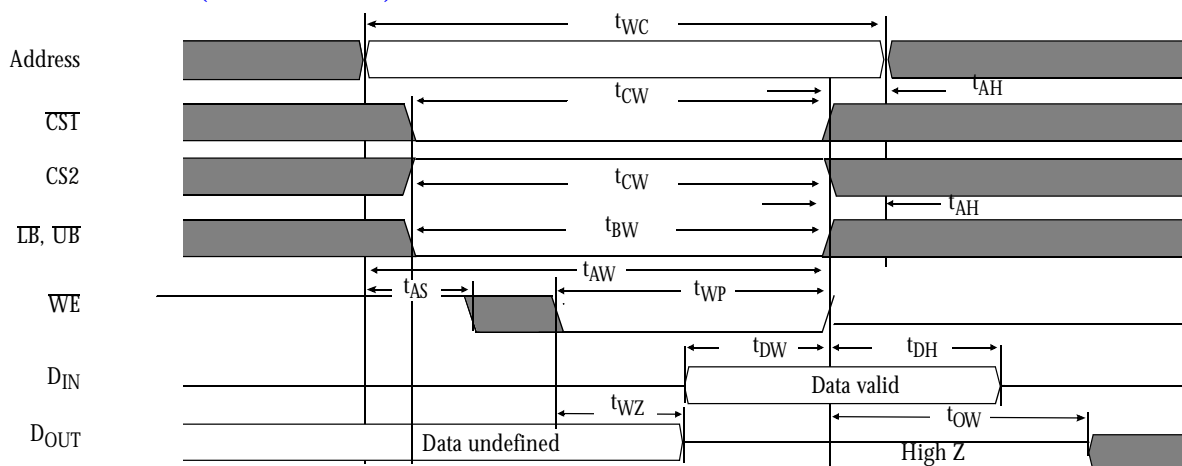 tWC
Address
tCW
tAH
CS1
CS2
tCW
tAH
LB, UB
tBW
tAW
tAS
tWP
WE
tDW
tDH
DIN
Data valid
tWZ
tOW
DOUT
Data undefined
High Z